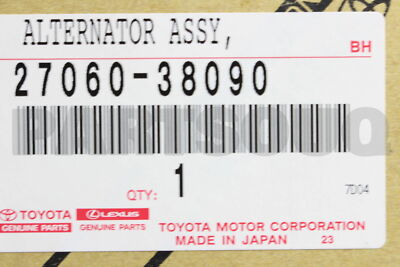 ALTERNATOR ASSY,
BH
27060-38090
PARTSOUQ
QTY: 1
7D04
TOYOTA LEXUS
GENUINE PARTS GENUINE PARTS
TOYOTA MOTOR CORPORATION
MADE IN JAPAN 23